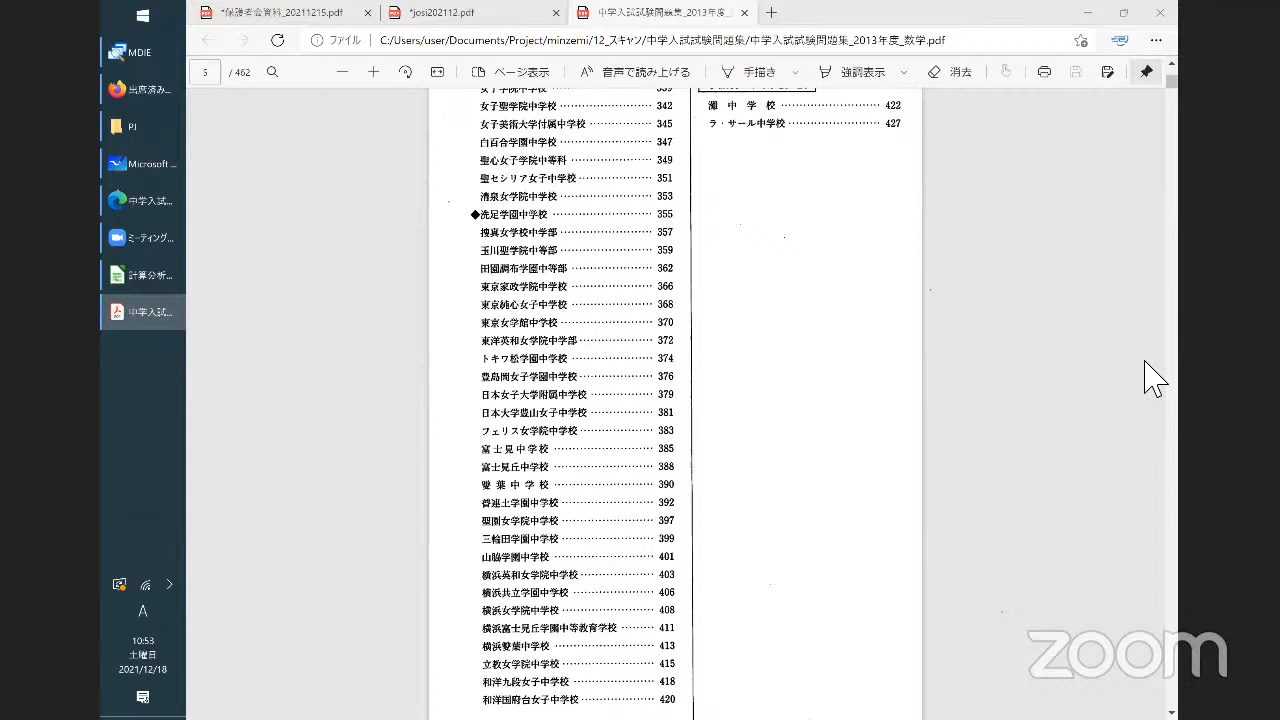 *保護者会資料_20211215.pdf
*josi202112.pdf
中学入試試験問題集_2013年度_
ファイル
C:/Users/user/Documents/Project/minzemi/12_スキャン/中学入試試験問題集/中学入試試験問題集_2013年度_数学.pdf
5 / 462
ページ表示
音声で読み上げる
手描き
強調表示
消去
MDIE
出席済み...
PJ
Microsoft ...
中学入試...
ミーティング...
計算分析...
中学入試...
A
10:53
土曜日
2021/12/18
女子学院中学校 339
女子聖学院中学校 342
女子美術大学付属中学校 345
白百合学園中学校 347
聖心女子学院中等科 349
聖セシリア女子中学校 351
清泉女学院中学校 353
◆洗足学園中学校 355
捜真女学校中学部 357
玉川聖学院中等部 359
田園調布学園中等部 362
東京家政学院中学校 366
東京純心女子中学校 368
東京女学館中学校 370
東洋英和女学院中学部 372
トキワ松学園中学校 374
豊島岡女子学園中学校 376
日本女子大学附属中学校 379
日本大学豊山女子中学校 381
フェリス女学院中学校 383
富士見中学校 385
富士見丘中学校 388
雙葉中学校 390
普連土学園中学校 392
聖園女学院中学校 397
三輪田学園中学校 399
山脇学園中学校 401
横浜英和女学院中学校 403
横浜共立学園中学校 406
横浜女学院中学校 408
横浜富士見丘学園中等教育学校 411
横浜雙葉中学校 413
立教女学院中学校 415
和洋九段女子中学校 418
和洋国府台女子中学校 420
灘中学校 422
ラ・サール中学校 427
zoom